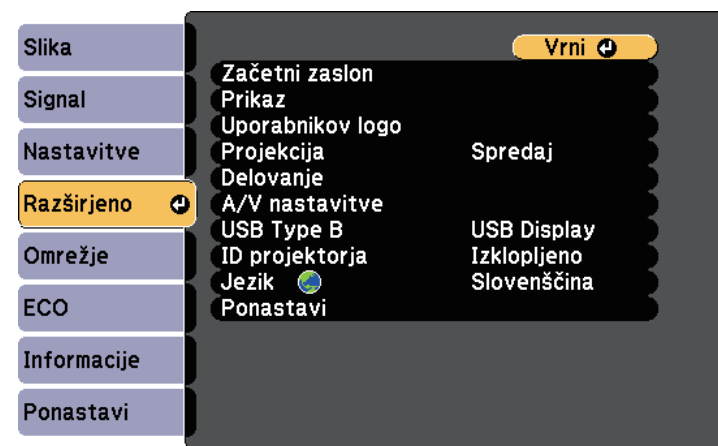 Slika
Signal
Nastavitve
Razširjeno
Omrežje
ECO
Informacije
Ponastavi
Vrni
Začetni zaslon
Prikaz
Uporabnikov logo
Projekcija Spredaj
Delovanje
A/V nastavitve
USB Type B USB Display
ID projektorja Izklopljeno
Jezik Slovenščina
Ponastavi